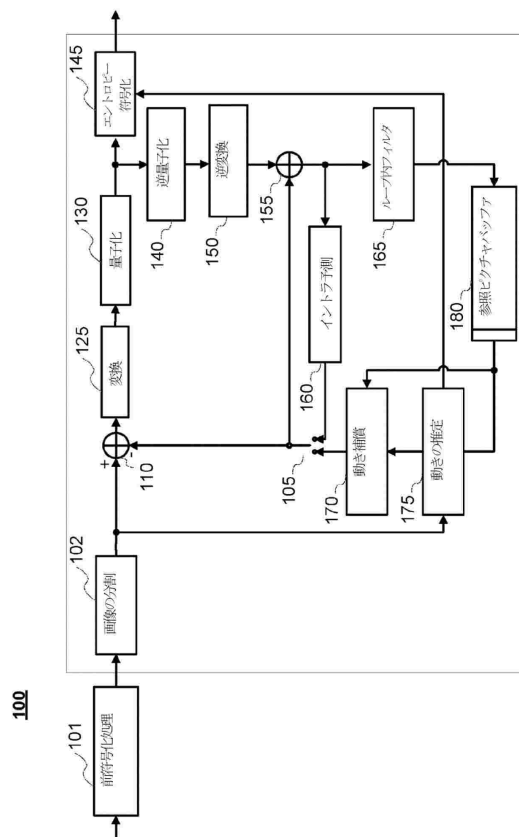 100
101
前符号化処理
102
画像の分割
+
-
110
125
変換
130
量子化
145
エントロピー
符号化
140
逆量子化
150
逆変換
155
160
イントラ予測
165
ループ内フィルタ
105
170
動き補償
175
動きの推定
180
参照ピクチャバッファ